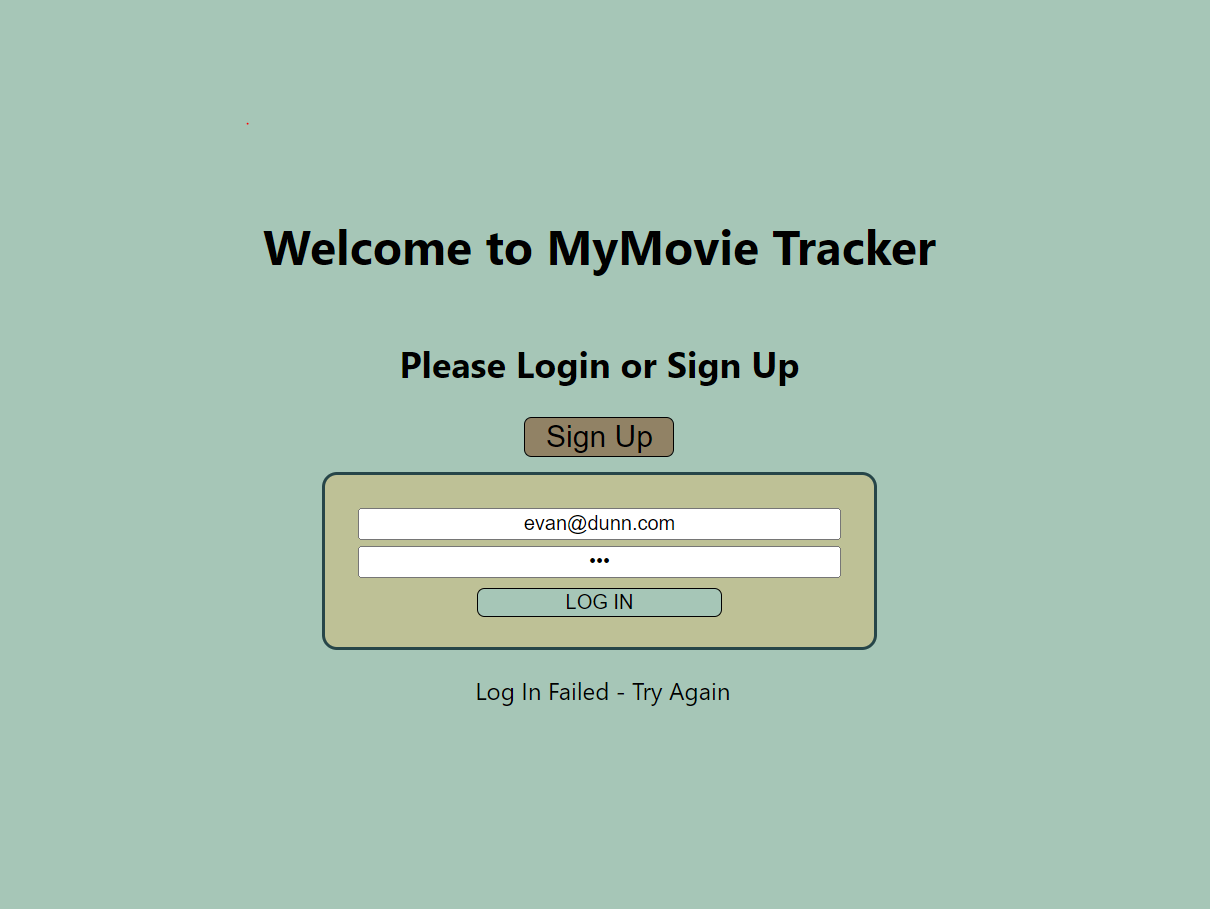 Welcome to MyMovie Tracker
Please Login or Sign Up
Sign Up
evan@dunn.com
•••
LOG IN
Log In Failed - Try Again